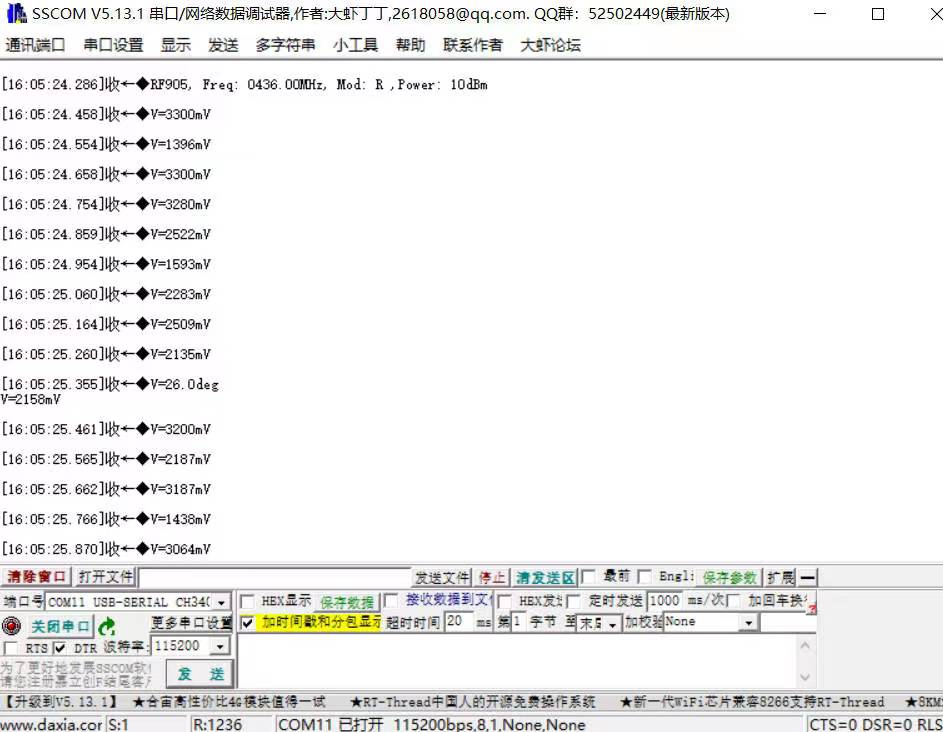 SSCOM V5.13.1 串口/网络数据调试器,作者:大虾丁丁,2618058@qq.com. QQ群: 52502449(最新版本)
通讯端口 串口设置 显示 发送 多字符串 小工具 帮助 联系作者 大虾论坛
[16:05:24.286]收←◆RF905, Freq: 0436.00MHz, Mod: R ,Power: 10dBm
[16:05:24.458]收←◆V=3300mV
[16:05:24.554]收←◆V=1396mV
[16:05:24.658]收←◆V=3300mV
[16:05:24.754]收←◆V=3280mV
[16:05:24.859]收←◆V=2522mV
[16:05:24.954]收←◆V=1593mV
[16:05:25.060]收←◆V=2283mV
[16:05:25.164]收←◆V=2509mV
[16:05:25.260]收←◆V=2135mV
[16:05:25.355]收←◆V=26.0deg
V=2158mV
[16:05:25.461]收←◆V=3200mV
[16:05:25.565]收←◆V=2187mV
[16:05:25.662]收←◆V=3187mV
[16:05:25.766]收←◆V=1438mV
[16:05:25.870]收←◆V=3064mV
清除窗口 打开文件 发送文件 停止 清发送区 最前 Engli 保存参数 扩展 —
端口号 COM11 USB-SERIAL CH340 HEX显示 保存数据 接收数据到文件 HEX发送 定时发送 1000 ms/次 加回车换行
关闭串口 更多串口设置 加时间戳和分包显示 超时时间 20 ms 第1 字节 至 末尾 加校验 None
RTS DTR 波特率: 115200
为了更好地发展SSCOM软件
请您注册嘉立创F结尾客户
发 送
【升级到V5.13.1】 ★合宙高性价比4G模块值得一试 ★RT-Thread中国人的开源免费操作系统 ★新一代WiFi芯片兼容8266支持RT-Thread ★8KM
www.daxia.com S:1 R:1236 COM11 已打开 115200bps,8,1,None,None CTS=0 DSR=0 RLS